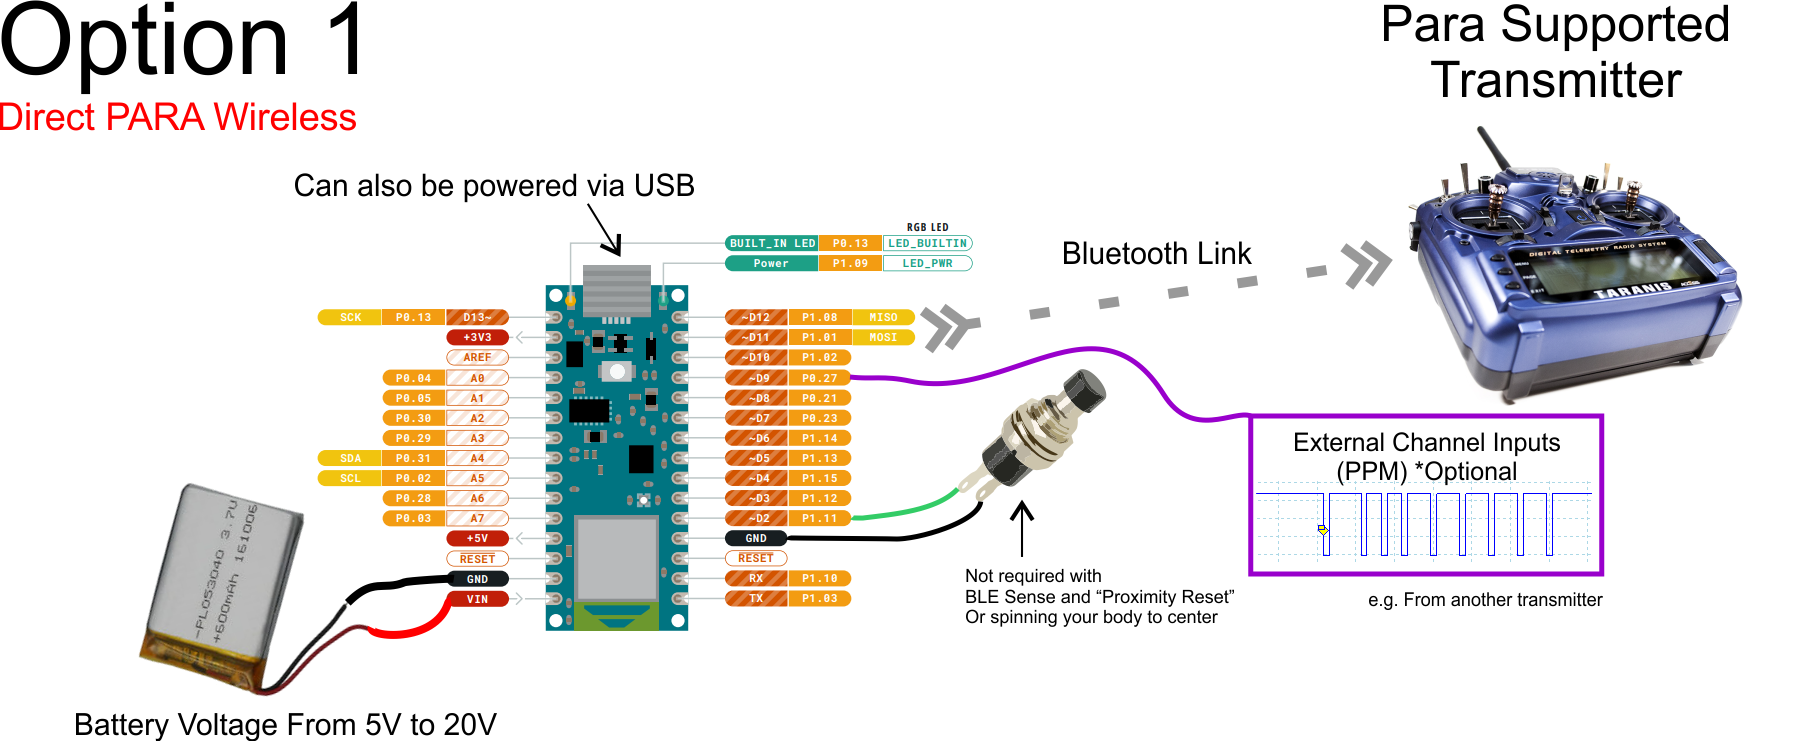 Option 1
Direct PARA Wireless
Para Supported
Transmitter
Can also be powered via USB
RGB LED
BUILT_IN LED P0.13 LED_BUILTIN
Power P1.09 LED_PWR
Bluetooth Link
DIGITAL TELEMETRY RADIO SYSTEM
MENU
PAGE
EXIT
TARANIS
SCK P0.13 D13~
+3V3
AREF
P0.04 A0
P0.05 A1
P0.30 A2
P0.29 A3
SDA P0.31 A4
SCL P0.02 A5
P0.28 A6
P0.03 A7
+5V
RESET
GND
VIN
~D12 P1.08 MISO
~D11 P1.01 MOSI
~D10 P1.02
~D9 P0.27
~D8 P0.21
~D7 P0.23
~D6 P1.14
~D5 P1.13
~D4 P1.15
~D3 P1.12
~D2 P1.11
GND
RESET
RX P1.10
TX P1.03
External Channel Inputs
(PPM) *Optional
e.g. From another transmitter
Not required with
BLE Sense and “Proximity Reset”
Or spinning your body to center
-PL053040 3.7V
+600mAh 161006
Battery Voltage From 5V to 20V